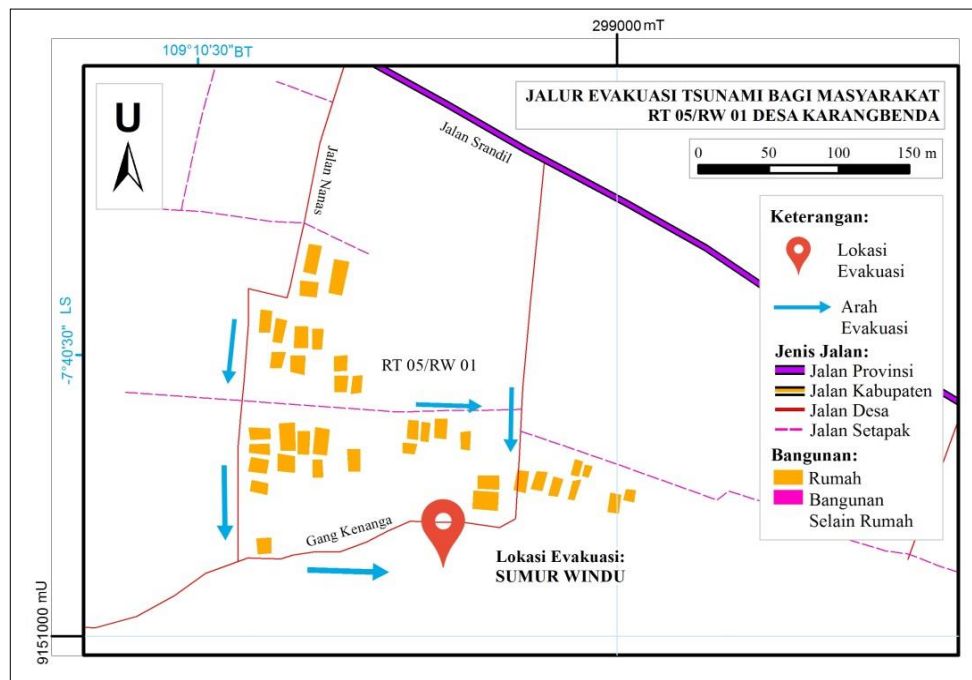 299000 mT
109°10'30" BT
JALUR EVAKUASI TSUNAMI BAGI MASYARAKAT
RT 05/RW 01 DESA KARANGBENDA
0 50 100 150 m
U
Jalan Srandil
Jalan Nanas
Keterangan:
Lokasi
Evakuasi
Arah
Evakuasi
Jenis Jalan:
Jalan Provinsi
Jalan Kabupaten
Jalan Desa
Jalan Setapak
Bangunan:
Rumah
Bangunan
Selain Rumah
-7°40'30" LS
RT 05/RW 01
Gang Kenanga
Lokasi Evakuasi:
SUMUR WINDU
9151000 mU